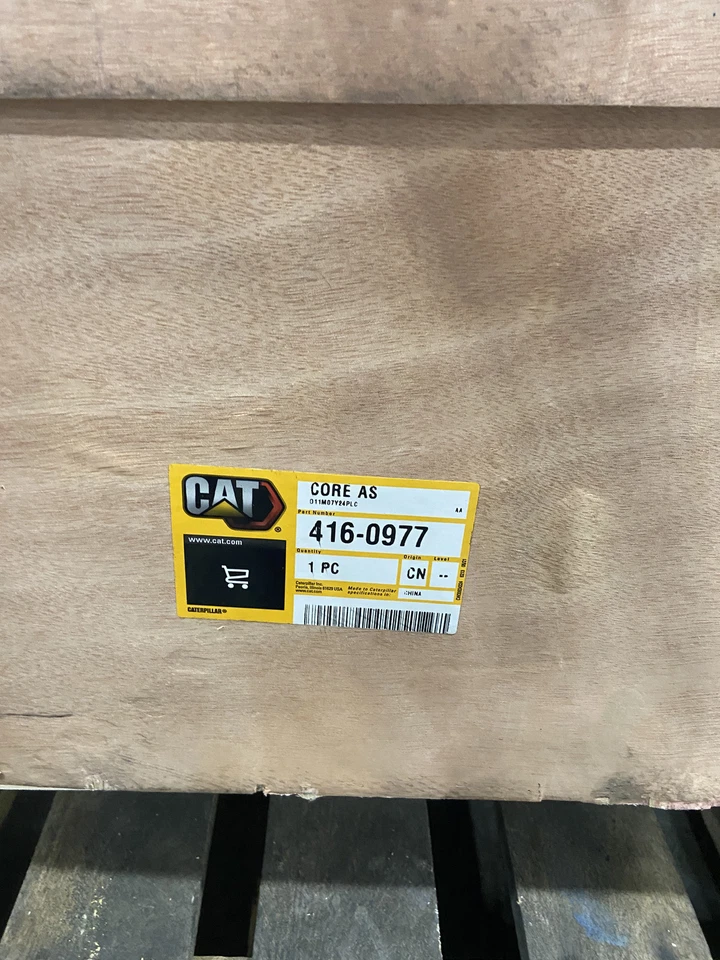 CAT
®
www.cat.com
CATERPILLAR®
CORE AS
D11M07Y24PLC
AA
Part Number
416-0977
Quantity
1 PC
Origin
CN
Level
--
Caterpillar Inc.
Peoria, Illinois 61629 USA
www.cat.com
Made to Caterpillar
specifications in:
CHINA